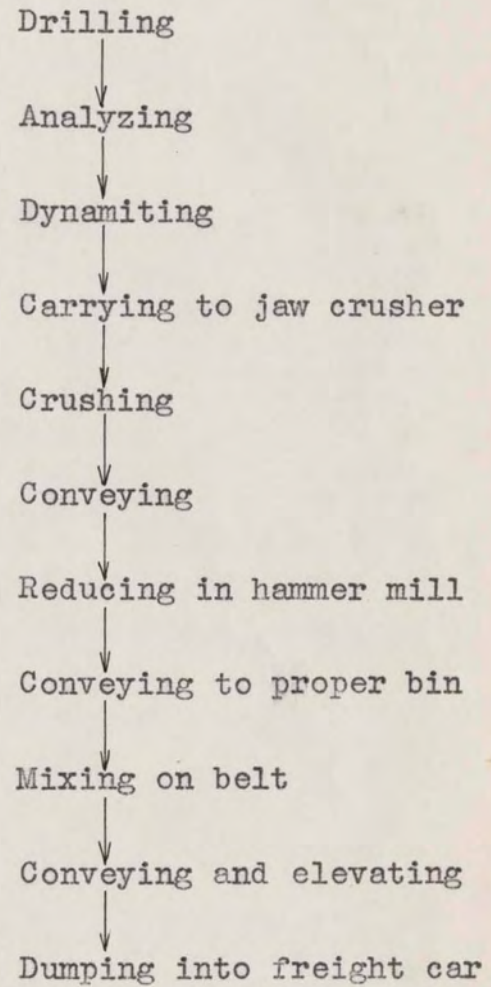 Drilling
Analyzing
Dynamiting
Carrying to jaw crusher
Crushing
Conveying
Reducing in hammer mill
Conveying to proper bin
Mixing on belt
Conveying and elevating
Dumping into freight car